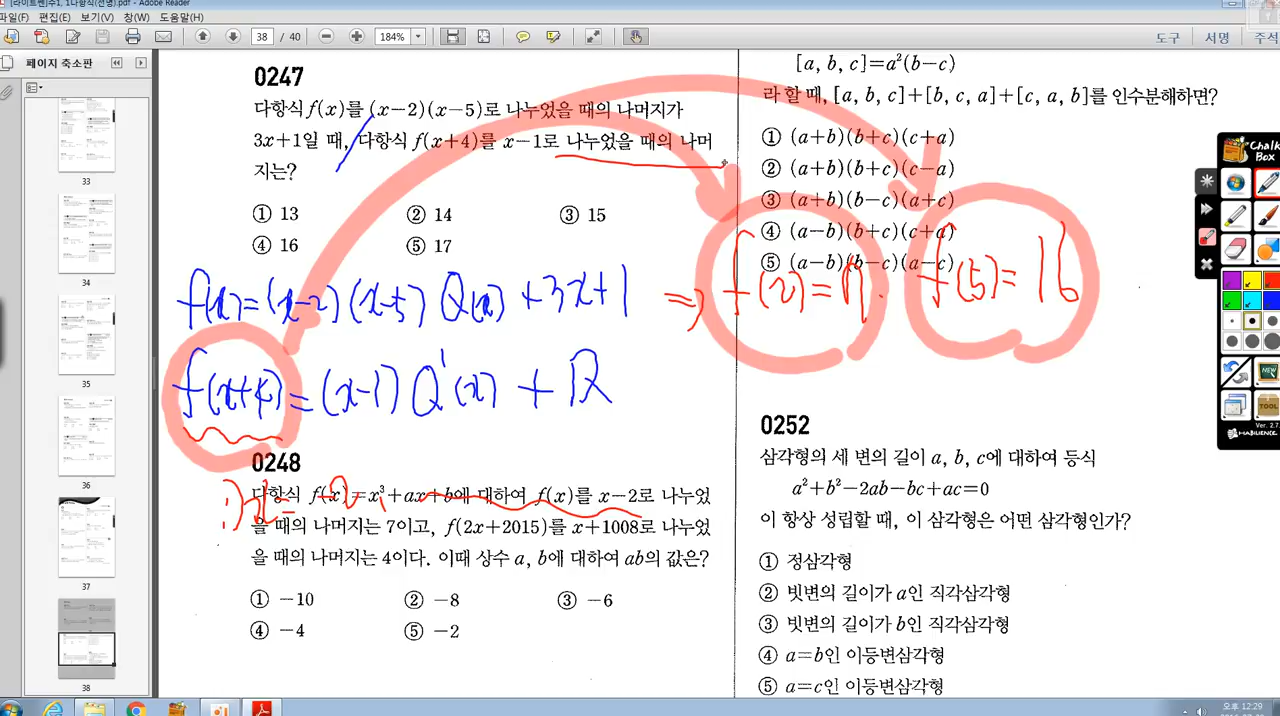 [라이트쎈]수1, 1다항식(선명).pdf - Adobe Reader
파일(F) 편집(E) 보기(V) 창(W) 도움말(H)
38 / 40 184%
도구 서명 주석
페이지 축소판
33
34
35
36
37
38
0247
다항식 f(x)를 (x-2)(x-5)로 나누었을 때의 나머지가
3x+1일 때, 다항식 f(x+4)를 x-1로 나누었을 때의 나머
지는?
① 13 ② 14 ③ 15
④ 16 ⑤ 17
f(x)=(x-2)(x-5)Q(x)+3x+1 ⇒ f(2)=7 f(5)=16
f(x+4)=(x-1)Q'(x)+R
0248
다항식 f(x)=x³+ax+b에 대하여 f(x)를 x-2로 나누었
을 때의 나머지는 7이고, f(2x+2015)를 x+1008로 나누었
을 때의 나머지는 4이다. 이때 상수 a, b에 대하여 ab의 값은?
① -10 ② -8 ③ -6
④ -4 ⑤ -2
[a, b, c]=a²(b-c)
라 할 때, [a, b, c]+[b, c, a]+[c, a, b]를 인수분해하면?
① (a+b)(b+c)(c+a)
② (a+b)(b+c)(c-a)
③ (a+b)(b-c)(a+c)
④ (a-b)(b+c)(c+a)
⑤ (a-b)(b-c)(a-c)
0252
삼각형의 세 변의 길이 a, b, c에 대하여 등식
a²+b²-2ab-bc+ac=0
이 항상 성립할 때, 이 삼각형은 어떤 삼각형인가?
① 정삼각형
② 빗변의 길이가 a인 직각삼각형
③ 빗변의 길이가 b인 직각삼각형
④ a=b인 이등변삼각형
⑤ a=c인 이등변삼각형
Chalk
Box
NEW
TOOL
Ver. 2.7
HABILIENCE
오후 12:29